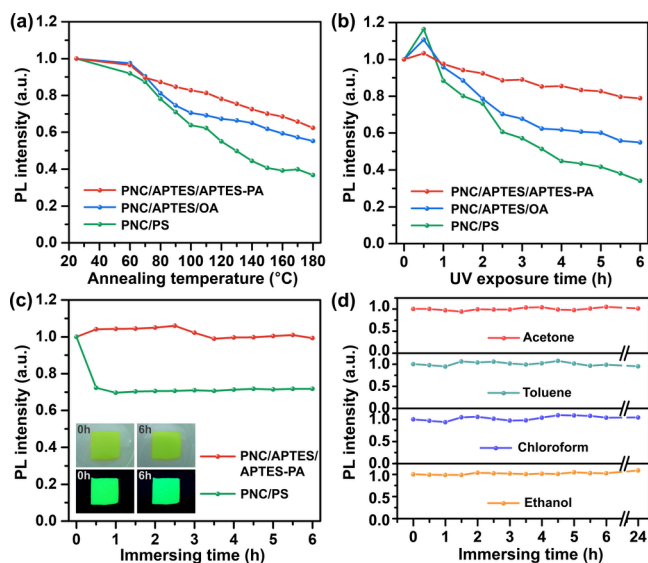 (a)
1.2
1.0
0.8
0.6
0.4
0.2
0.0
PL intensity (a.u.)
PNC/APTES/APTES-PA
PNC/APTES/OA
PNC/PS
20 40 60 80 100 120 140 160 180
Annealing temperature (°C)
(b)
1.2
1.0
0.8
0.6
0.4
0.2
0.0
PL intensity (a.u.)
PNC/APTES/APTES-PA
PNC/APTES/OA
PNC/PS
0 1 2 3 4 5 6
UV exposure time (h)
(c)
1.2
1.0
0.8
0.6
0.4
0.2
0.0
PL intensity (a.u.)
0h
6h
0h
6h
PNC/APTES/
APTES-PA
PNC/PS
0 1 2 3 4 5 6
Immersing time (h)
(d)
PL intensity (a.u.)
1.0
0.5
0.0
Acetone
1.0
0.5
0.0
Toluene
1.0
0.5
0.0
Chloroform
1.0
0.5
0.0
Ethanol
0 1 2 3 4 5 6 24
Immersing time (h)